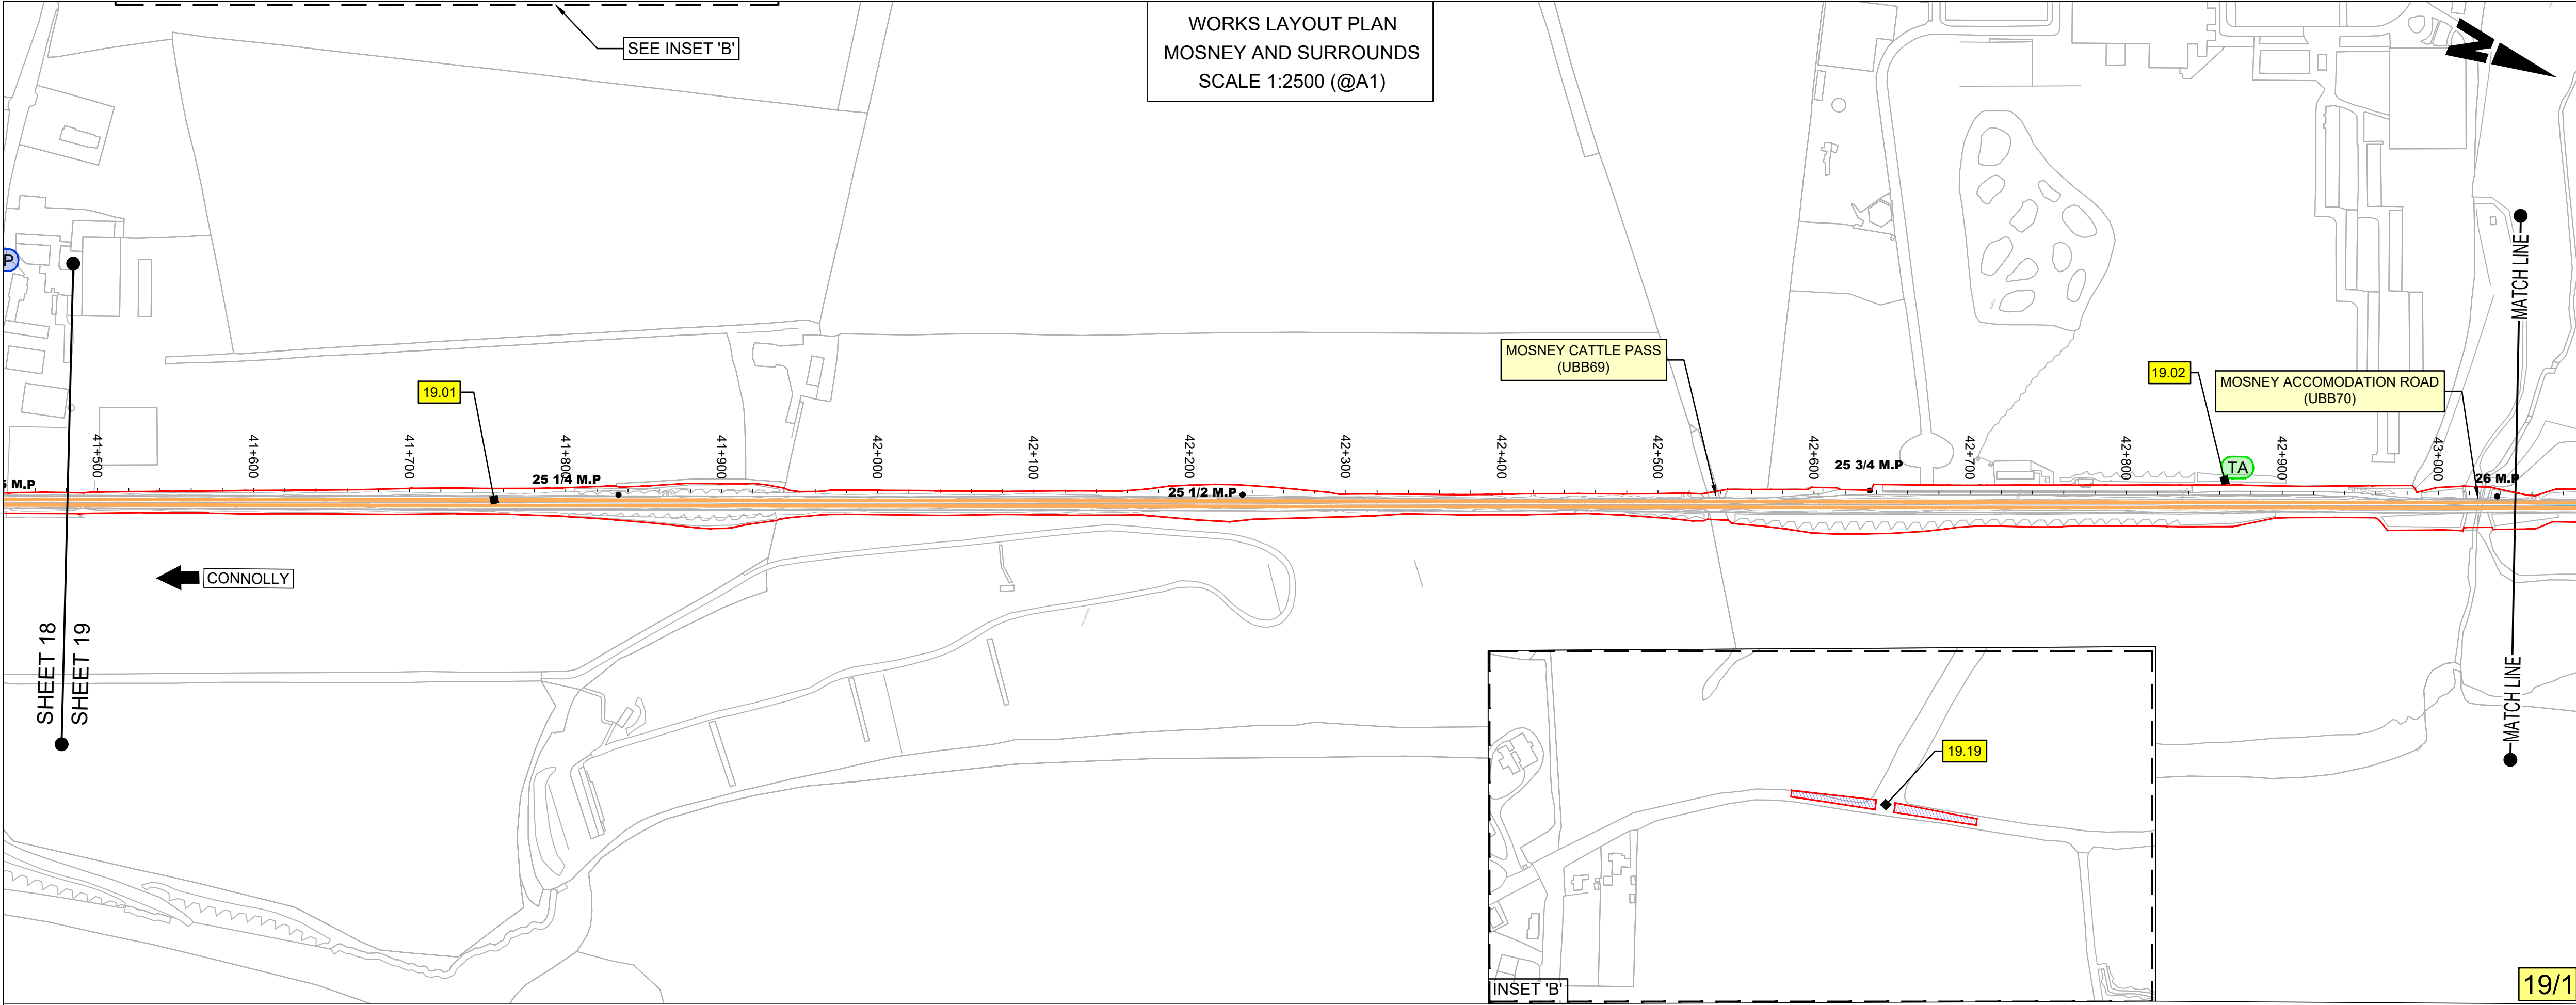 WORKS LAYOUT PLAN
MOSNEY AND SURROUNDS
SCALE 1:2500 (@A1)
SEE INSET 'B'
N
P
19.01
MOSNEY CATTLE PASS
(UBB69)
19.02
MOSNEY ACCOMODATION ROAD
(UBB70)
TA
41+500
41+600
41+700
41+800
41+900
42+000
42+100
42+200
42+300
42+400
42+500
42+600
42+700
42+800
42+900
43+000
5 M.P
25 1/4 M.P
25 1/2 M.P
25 3/4 M.P
26 M.P
CONNOLLY
SHEET 18
SHEET 19
MATCH LINE
MATCH LINE
19.19
INSET 'B'
19/1